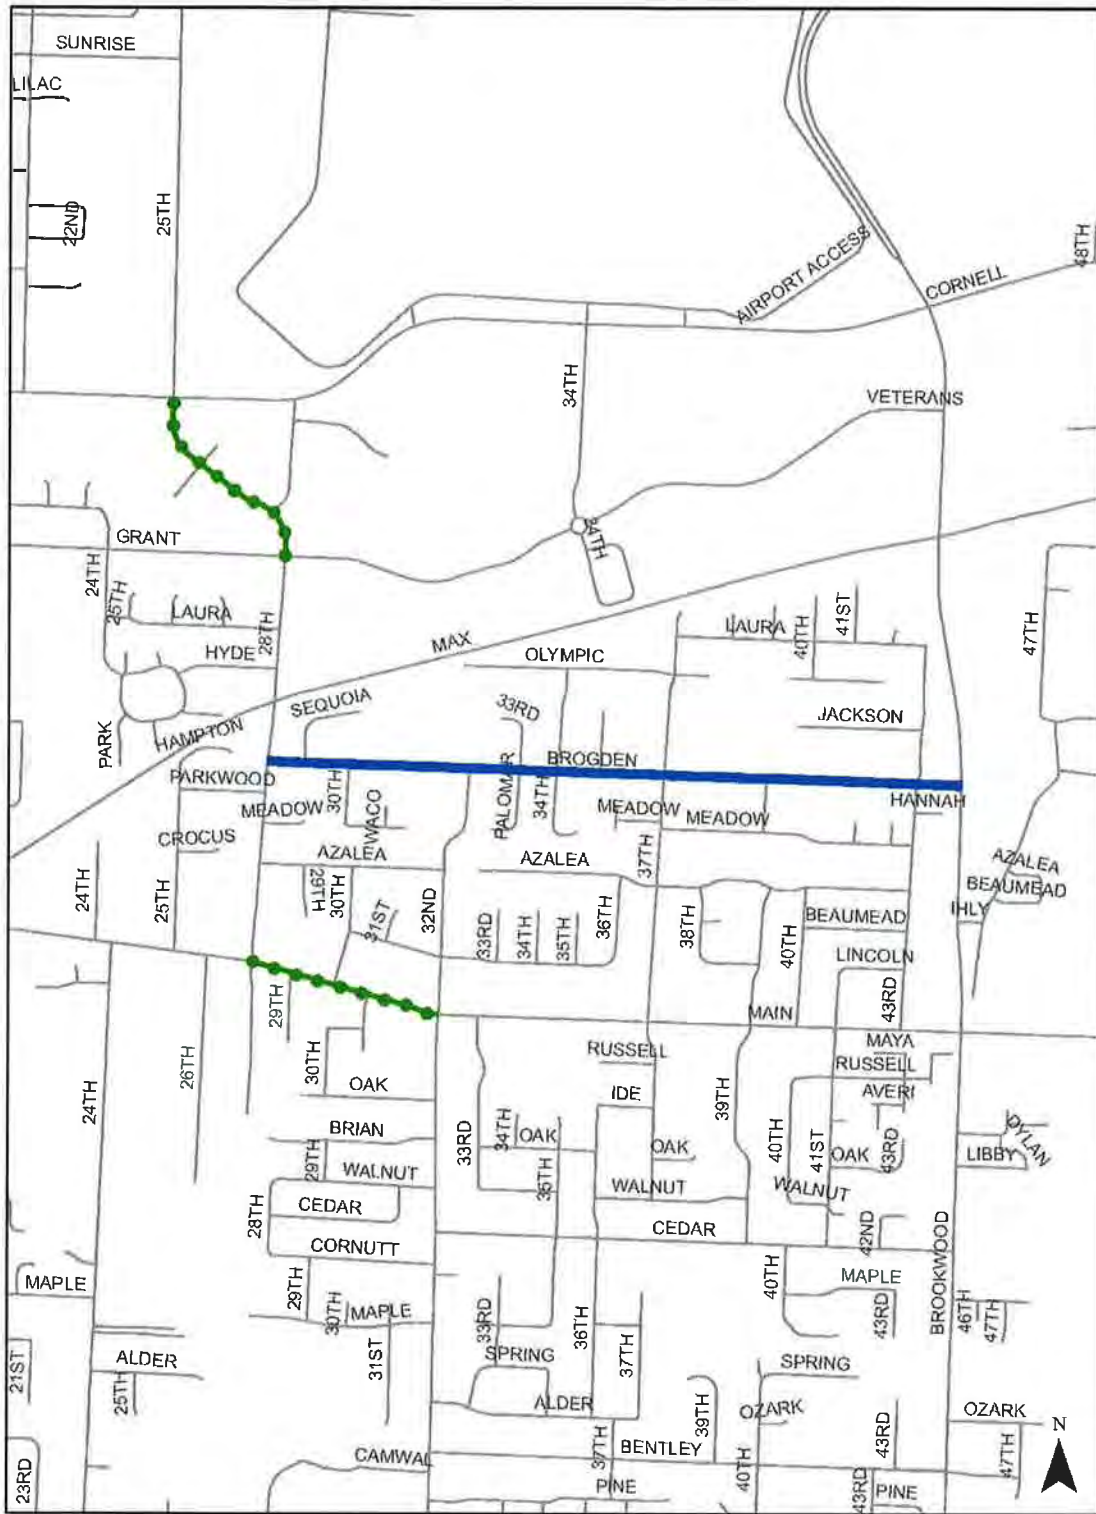 SUNRISE
LILAC
22ND
25TH
48TH
AIRPORT ACCESS
CORNELL
34TH
VETERANS
GRANT
24TH
34TH
25TH
LAURA
28TH
LAURA
40TH
41ST
47TH
HYDE
MAX
OLYMPIC
SEQUOIA
33RD
PARK
HAMPTON
JACKSON
BROGDEN
PARKWOOD
30TH
PALOMAR
34TH
HANNAH
MEADOW
WACO
MEADOW
MEADOW
CROCUS
AZALEA
AZALEA
37TH
AZALEA
24TH
25TH
29TH
30TH
31ST
32ND
33RD
34TH
35TH
36TH
38TH
40TH
BEAUMEAD
BEAUMEAD
IHLY
LINCOLN
43RD
29TH
MAIN
26TH
RUSSELL
MAYA
24TH
30TH
RUSSELL
OAK
IDE
39TH
AVERI
BRIAN
33RD
34TH
OAK
OAK
40TH
41ST
OAK
43RD
DYLAN
LIBBY
29TH
WALNUT
35TH
WALNUT
WALNUT
28TH
CEDAR
CEDAR
42ND
CORNUTT
BROOKWOOD
MAPLE
29TH
30TH
MAPLE
40TH
MAPLE
43RD
46TH
47TH
33RD
36TH
37TH
21ST
ALDER
25TH
31ST
SPRING
SPRING
ALDER
39TH
OZARK
OZARK
43RD
N
23RD
CAMWAL
37TH
BENTLEY
40TH
47TH
PINE
43RD
PINE